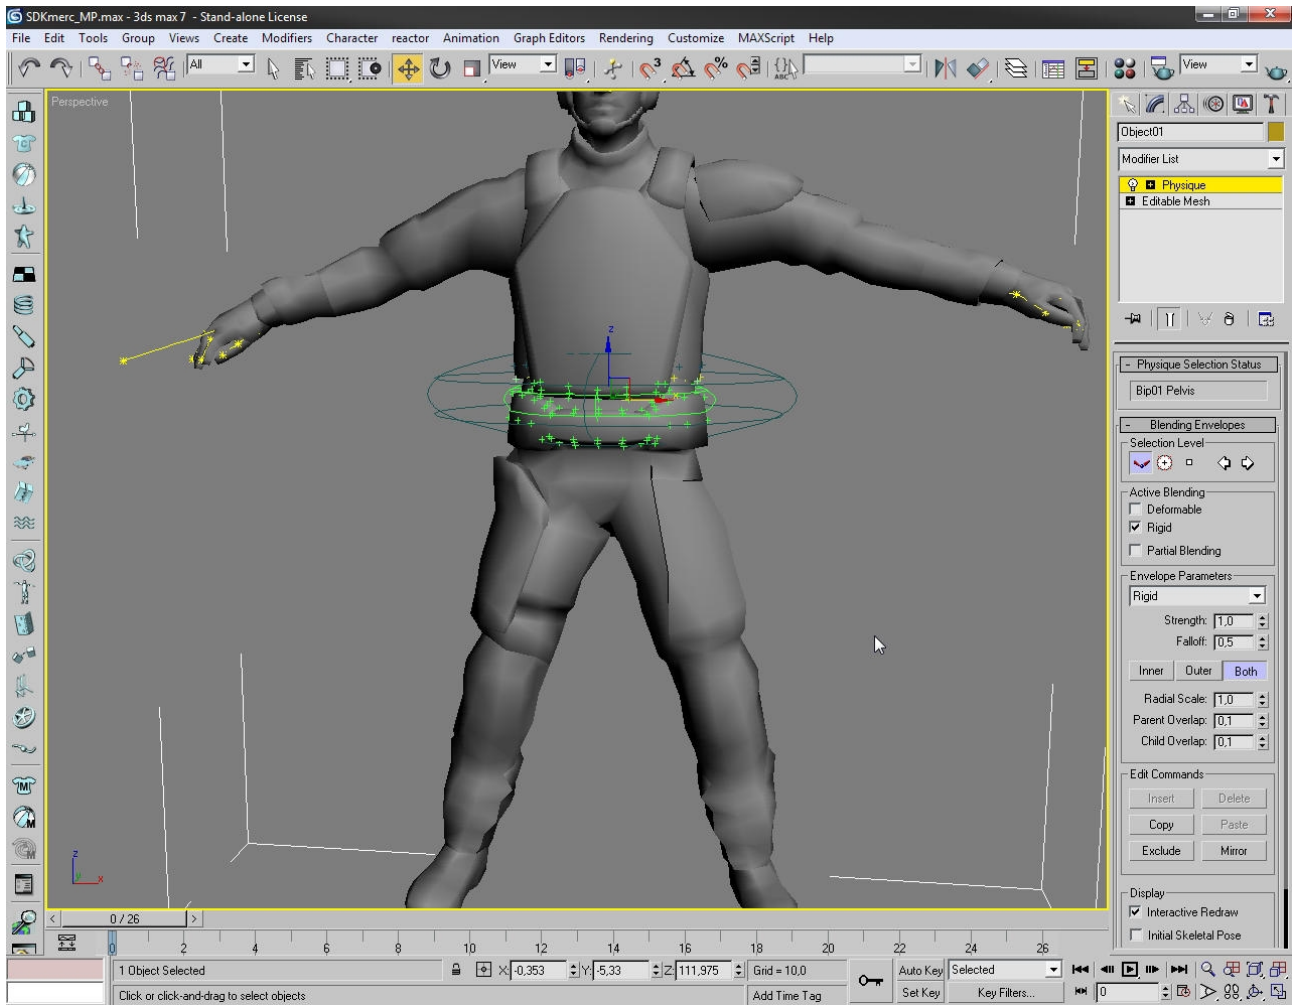 SDKmerc_MP.max - 3ds max 7 - Stand-alone License
File Edit Tools Group Views Create Modifiers Character reactor Animation Graph Editors Rendering Customize MAXScript Help
All View View
Perspective
Object01
Modifier List
Physique
Editable Mesh
Physique Selection Status
Bip01 Pelvis
Blending Envelopes
Selection Level
Active Blending
Deformable
Rigid
Partial Blending
Envelope Parameters
Rigid
Strength: 1,0
Falloff: 0,5
Inner Outer Both
Radial Scale: 1,0
Parent Overlap: 0,1
Child Overlap: 0,1
Edit Commands
Insert Delete
Copy Paste
Exclude Mirror
Display
Interactive Redraw
Initial Skeletal Pose
z
z
y x
0 / 26
0 2 4 6 8 10 12 14 16 18 20 22 24 26
1 Object Selected X: -0,353 Y: -5,33 Z: 111,975 Grid = 10,0 Auto Key Selected
Click or click-and-drag to select objects Add Time Tag Set Key Key Filters... 0